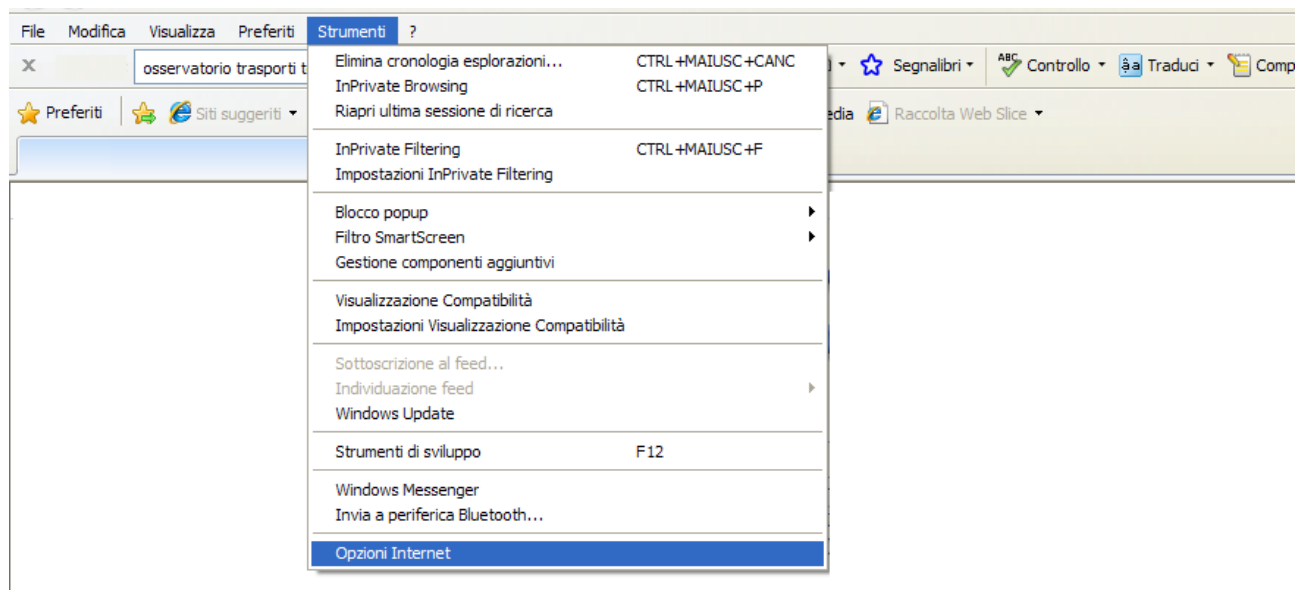 File Modifica Visualizza Preferiti Strumenti ?
x osservatorio trasporti t Segnalibri ABC Controllo äa Traduci Comp
Preferiti Siti suggeriti edia Raccolta Web Slice
Elimina cronologia esplorazioni... CTRL+MAIUSC+CANC
InPrivate Browsing CTRL+MAIUSC+P
Riapri ultima sessione di ricerca
InPrivate Filtering CTRL+MAIUSC+F
Impostazioni InPrivate Filtering
Blocco popup
Filtro SmartScreen
Gestione componenti aggiuntivi
Visualizzazione Compatibilità
Impostazioni Visualizzazione Compatibilità
Sottoscrizione al feed...
Individuazione feed
Windows Update
Strumenti di sviluppo F12
Windows Messenger
Invia a periferica Bluetooth...
Opzioni Internet